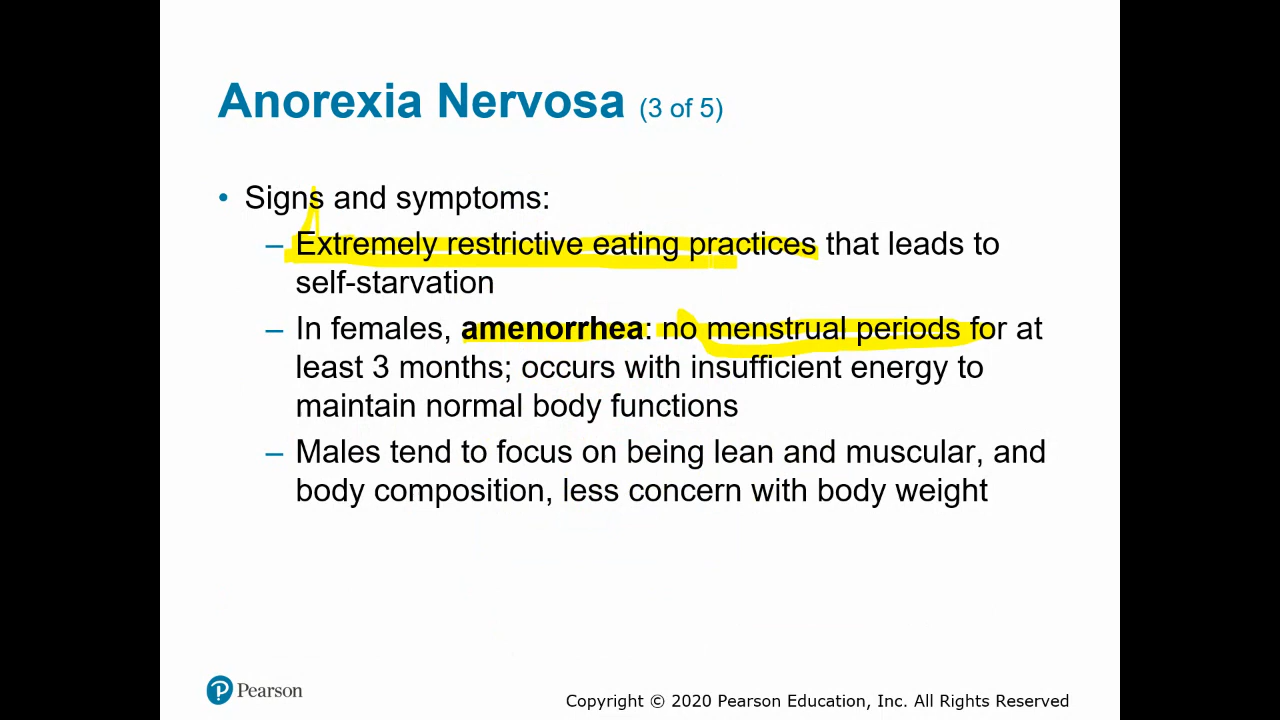 Anorexia Nervosa (3 of 5)
• Signs and symptoms:
– Extremely restrictive eating practices that leads to
self-starvation
– In females, amenorrhea: no menstrual periods for at
least 3 months; occurs with insufficient energy to
maintain normal body functions
– Males tend to focus on being lean and muscular, and
body composition, less concern with body weight
Pearson
Copyright © 2020 Pearson Education, Inc. All Rights Reserved